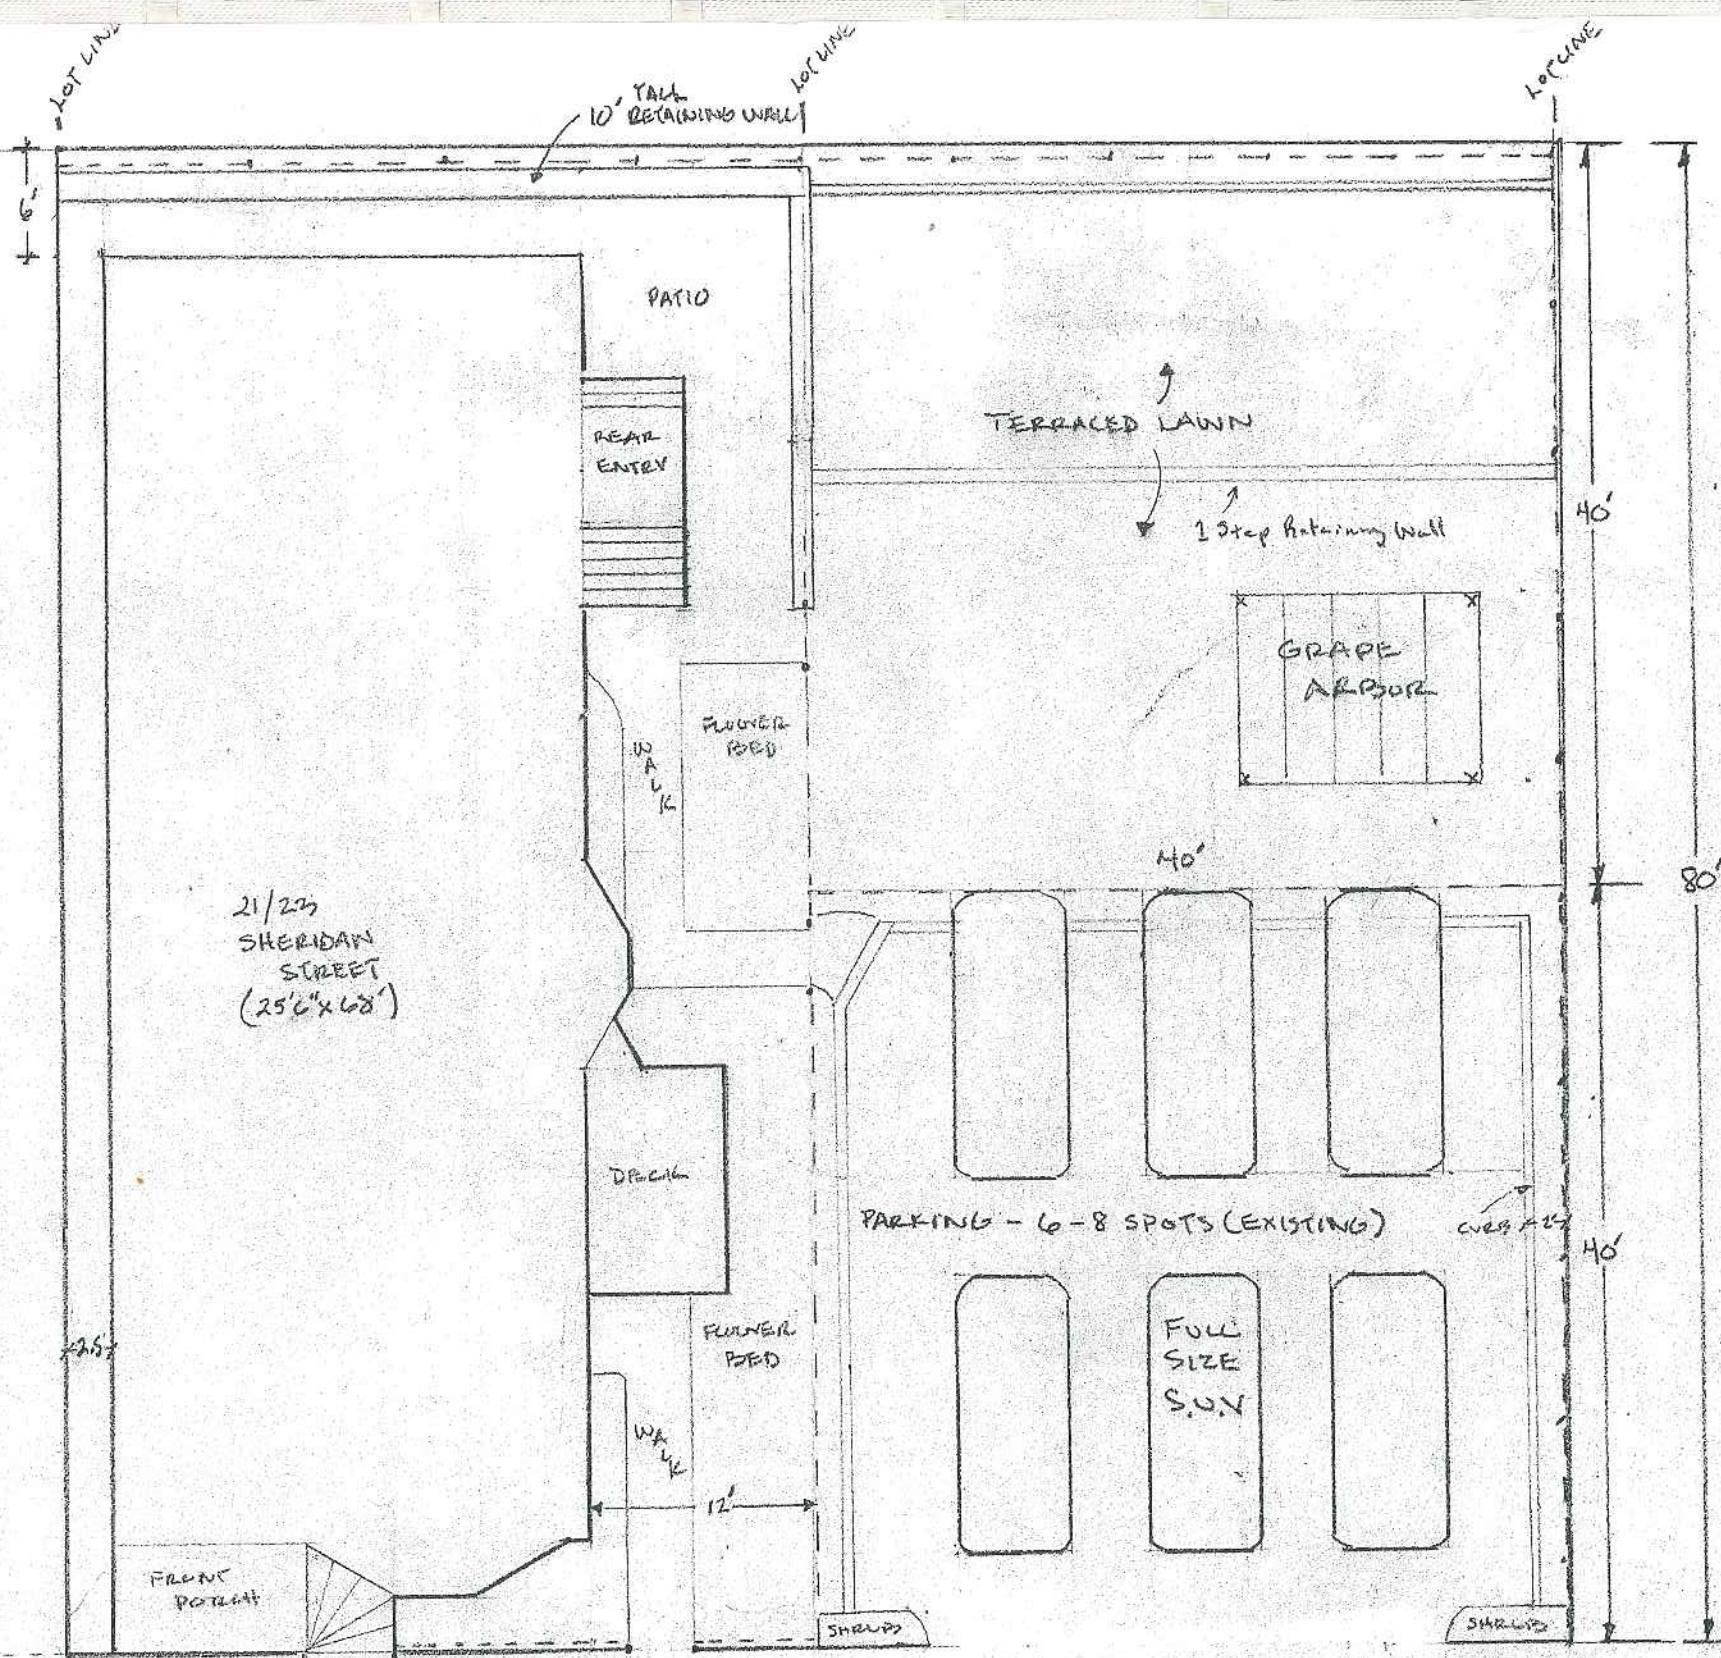 LOT LINE
LOT LINE
LOT LINE
10' TALL
RETAINING WALL
6'
PATIO
REAR
ENTRY
TERRACED LAWN
40'
1 Step Retaining Wall
GRAPE
ARBOUR
FLOWER
BED
WALK
40'
80'
21/23
SHERIDAN
STREET
(25'6"x68')
DECK
PARKING - 6-8 SPOTS (EXISTING)
40'
FULL
SIZE
S.U.V
FLOWER
BED
WALK
12'
FRONT
PORCH
SHRUBS
SHRUBS